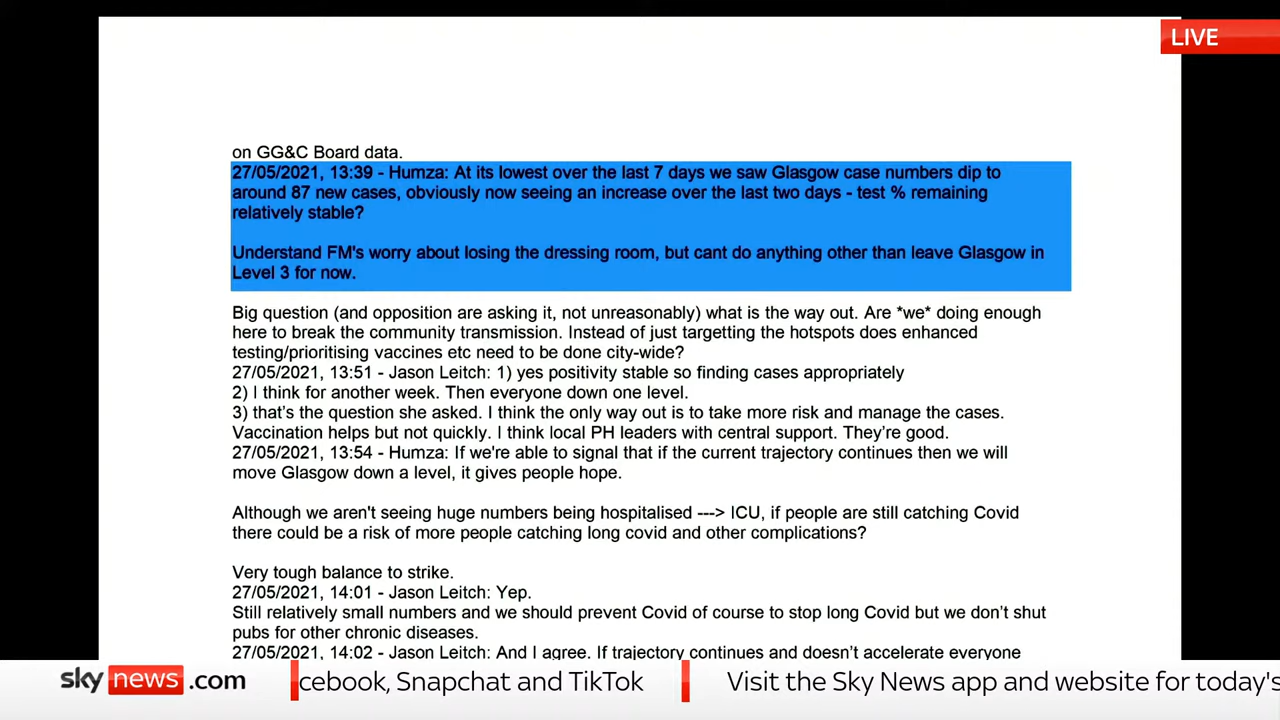 LIVE
on GG&C Board data.
27/05/2021, 13:39 - Humza: At its lowest over the last 7 days we saw Glasgow case numbers dip to
around 87 new cases, obviously now seeing an increase over the last two days - test % remaining
relatively stable?
Understand FM's worry about losing the dressing room, but cant do anything other than leave Glasgow in
Level 3 for now.
Big question (and opposition are asking it, not unreasonably) what is the way out. Are *we* doing enough
here to break the community transmission. Instead of just targetting the hotspots does enhanced
testing/prioritising vaccines etc need to be done city-wide?
27/05/2021, 13:51 - Jason Leitch: 1) yes positivity stable so finding cases appropriately
2) I think for another week. Then everyone down one level.
3) that's the question she asked. I think the only way out is to take more risk and manage the cases.
Vaccination helps but not quickly. I think local PH leaders with central support. They're good.
27/05/2021, 13:54 - Humza: If we're able to signal that if the current trajectory continues then we will
move Glasgow down a level, it gives people hope.
Although we aren't seeing huge numbers being hospitalised ---> ICU, if people are still catching Covid
there could be a risk of more people catching long covid and other complications?
Very tough balance to strike.
27/05/2021, 14:01 - Jason Leitch: Yep.
Still relatively small numbers and we should prevent Covid of course to stop long Covid but we don't shut
pubs for other chronic diseases.
27/05/2021, 14:02 - Jason Leitch: And I agree. If trajectory continues and doesn't accelerate everyone
sky news .com
cebook, Snapchat and TikTok
Visit the Sky News app and website for today's